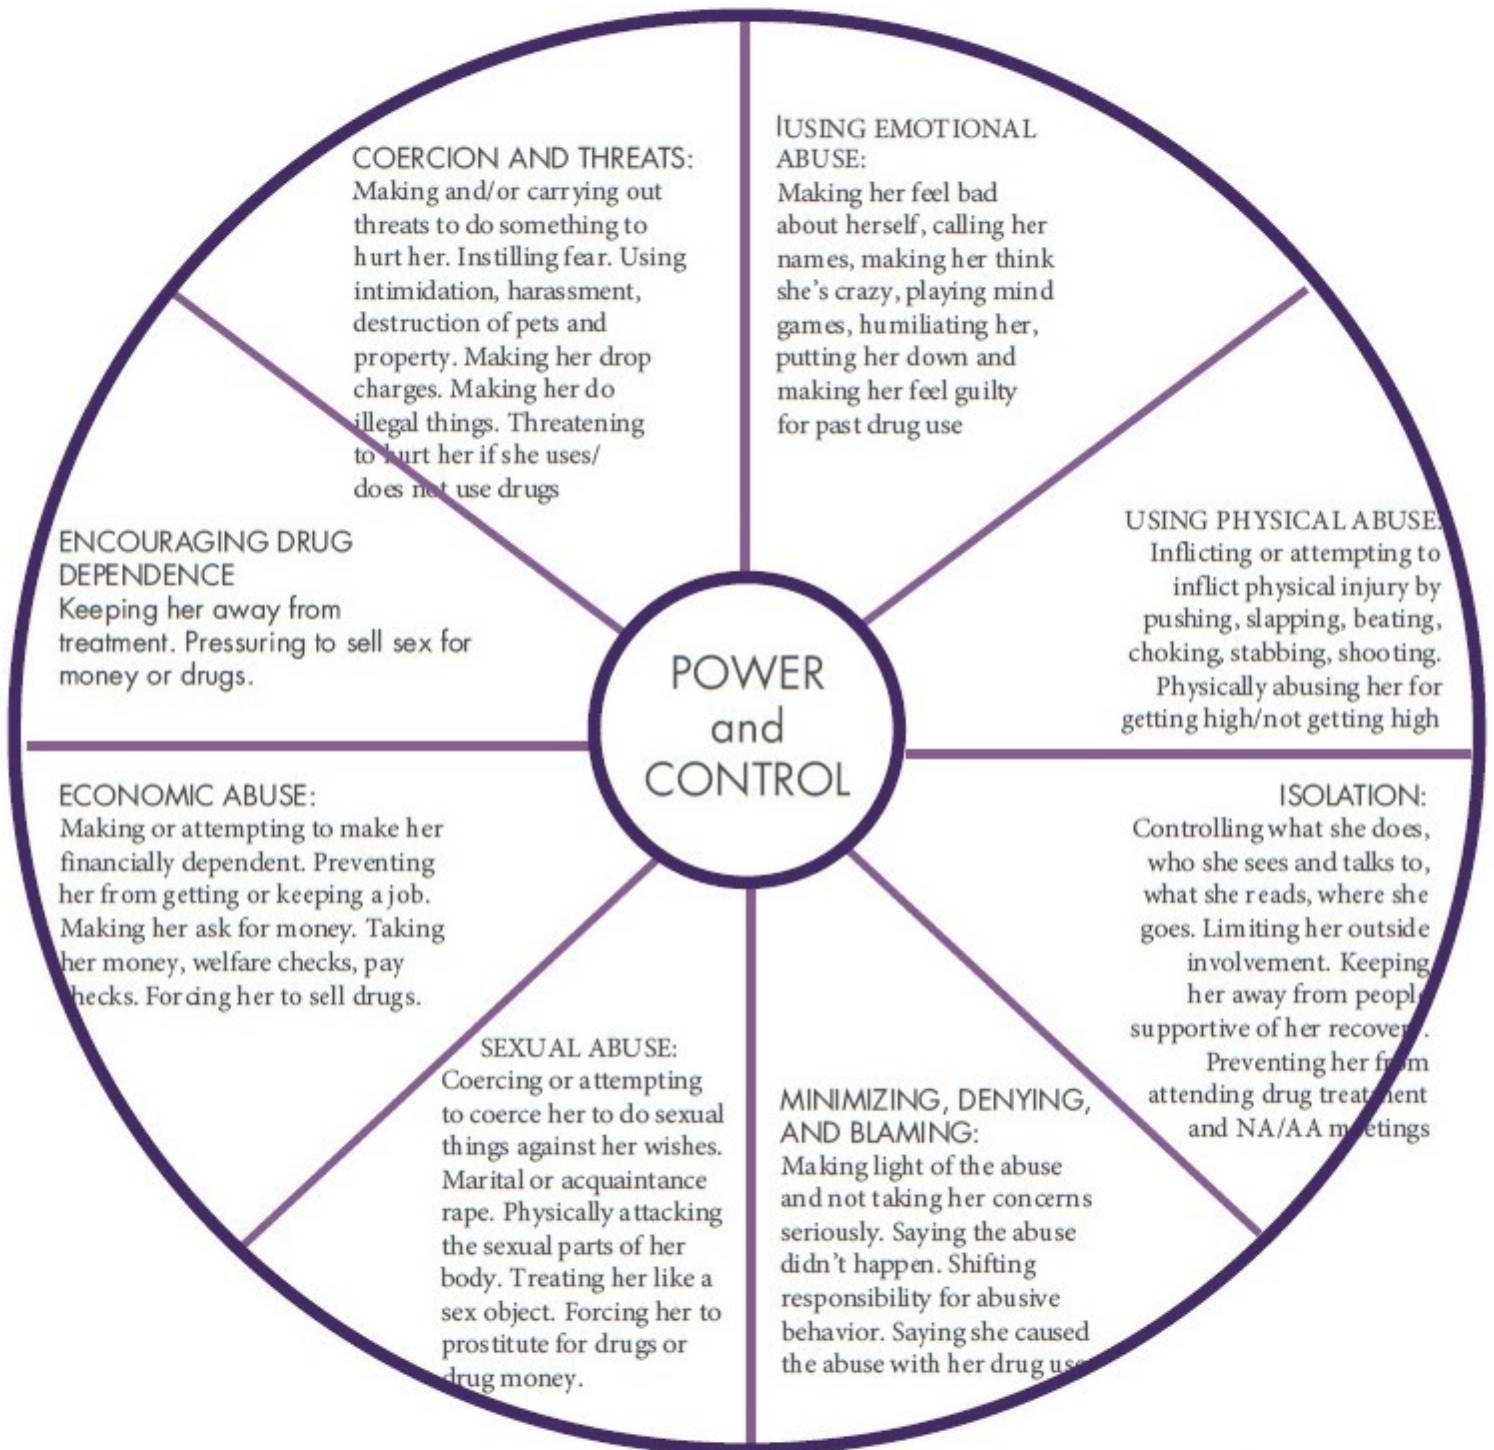 COERCION AND THREATS:
Making and/or carrying out
threats to do something to
hurt her. Instilling fear. Using
intimidation, harassment,
destruction of pets and
property. Making her drop
charges. Making her do
illegal things. Threatening
to hurt her if she uses/
does not use drugs
USING EMOTIONAL
ABUSE:
Making her feel bad
about herself, calling her
names, making her think
she's crazy, playing mind
games, humiliating her,
putting her down and
making her feel guilty
for past drug use
USING PHYSICAL ABUSE:
Inflicting or attempting to
inflict physical injury by
pushing, slapping, beating,
choking, stabbing, shooting.
Physically abusing her for
getting high/not getting high
ISOLATION:
Controlling what she does,
who she sees and talks to,
what she reads, where she
goes. Limiting her outside
involvement. Keeping
her away from people
supportive of her recovery.
Preventing her from
attending drug treatment
and NA/AA meetings
MINIMIZING, DENYING,
AND BLAMING:
Making light of the abuse
and not taking her concerns
seriously. Saying the abuse
didn't happen. Shifting
responsibility for abusive
behavior. Saying she caused
the abuse with her drug use
SEXUAL ABUSE:
Coercing or attempting
to coerce her to do sexual
things against her wishes.
Marital or acquaintance
rape. Physically attacking
the sexual parts of her
body. Treating her like a
sex object. Forcing her to
prostitute for drugs or
drug money.
ECONOMIC ABUSE:
Making or attempting to make her
financially dependent. Preventing
her from getting or keeping a job.
Making her ask for money. Taking
her money, welfare checks, pay
checks. Forcing her to sell drugs.
ENCOURAGING DRUG
DEPENDENCE
Keeping her away from
treatment. Pressuring to sell sex for
money or drugs.
POWER
and
CONTROL